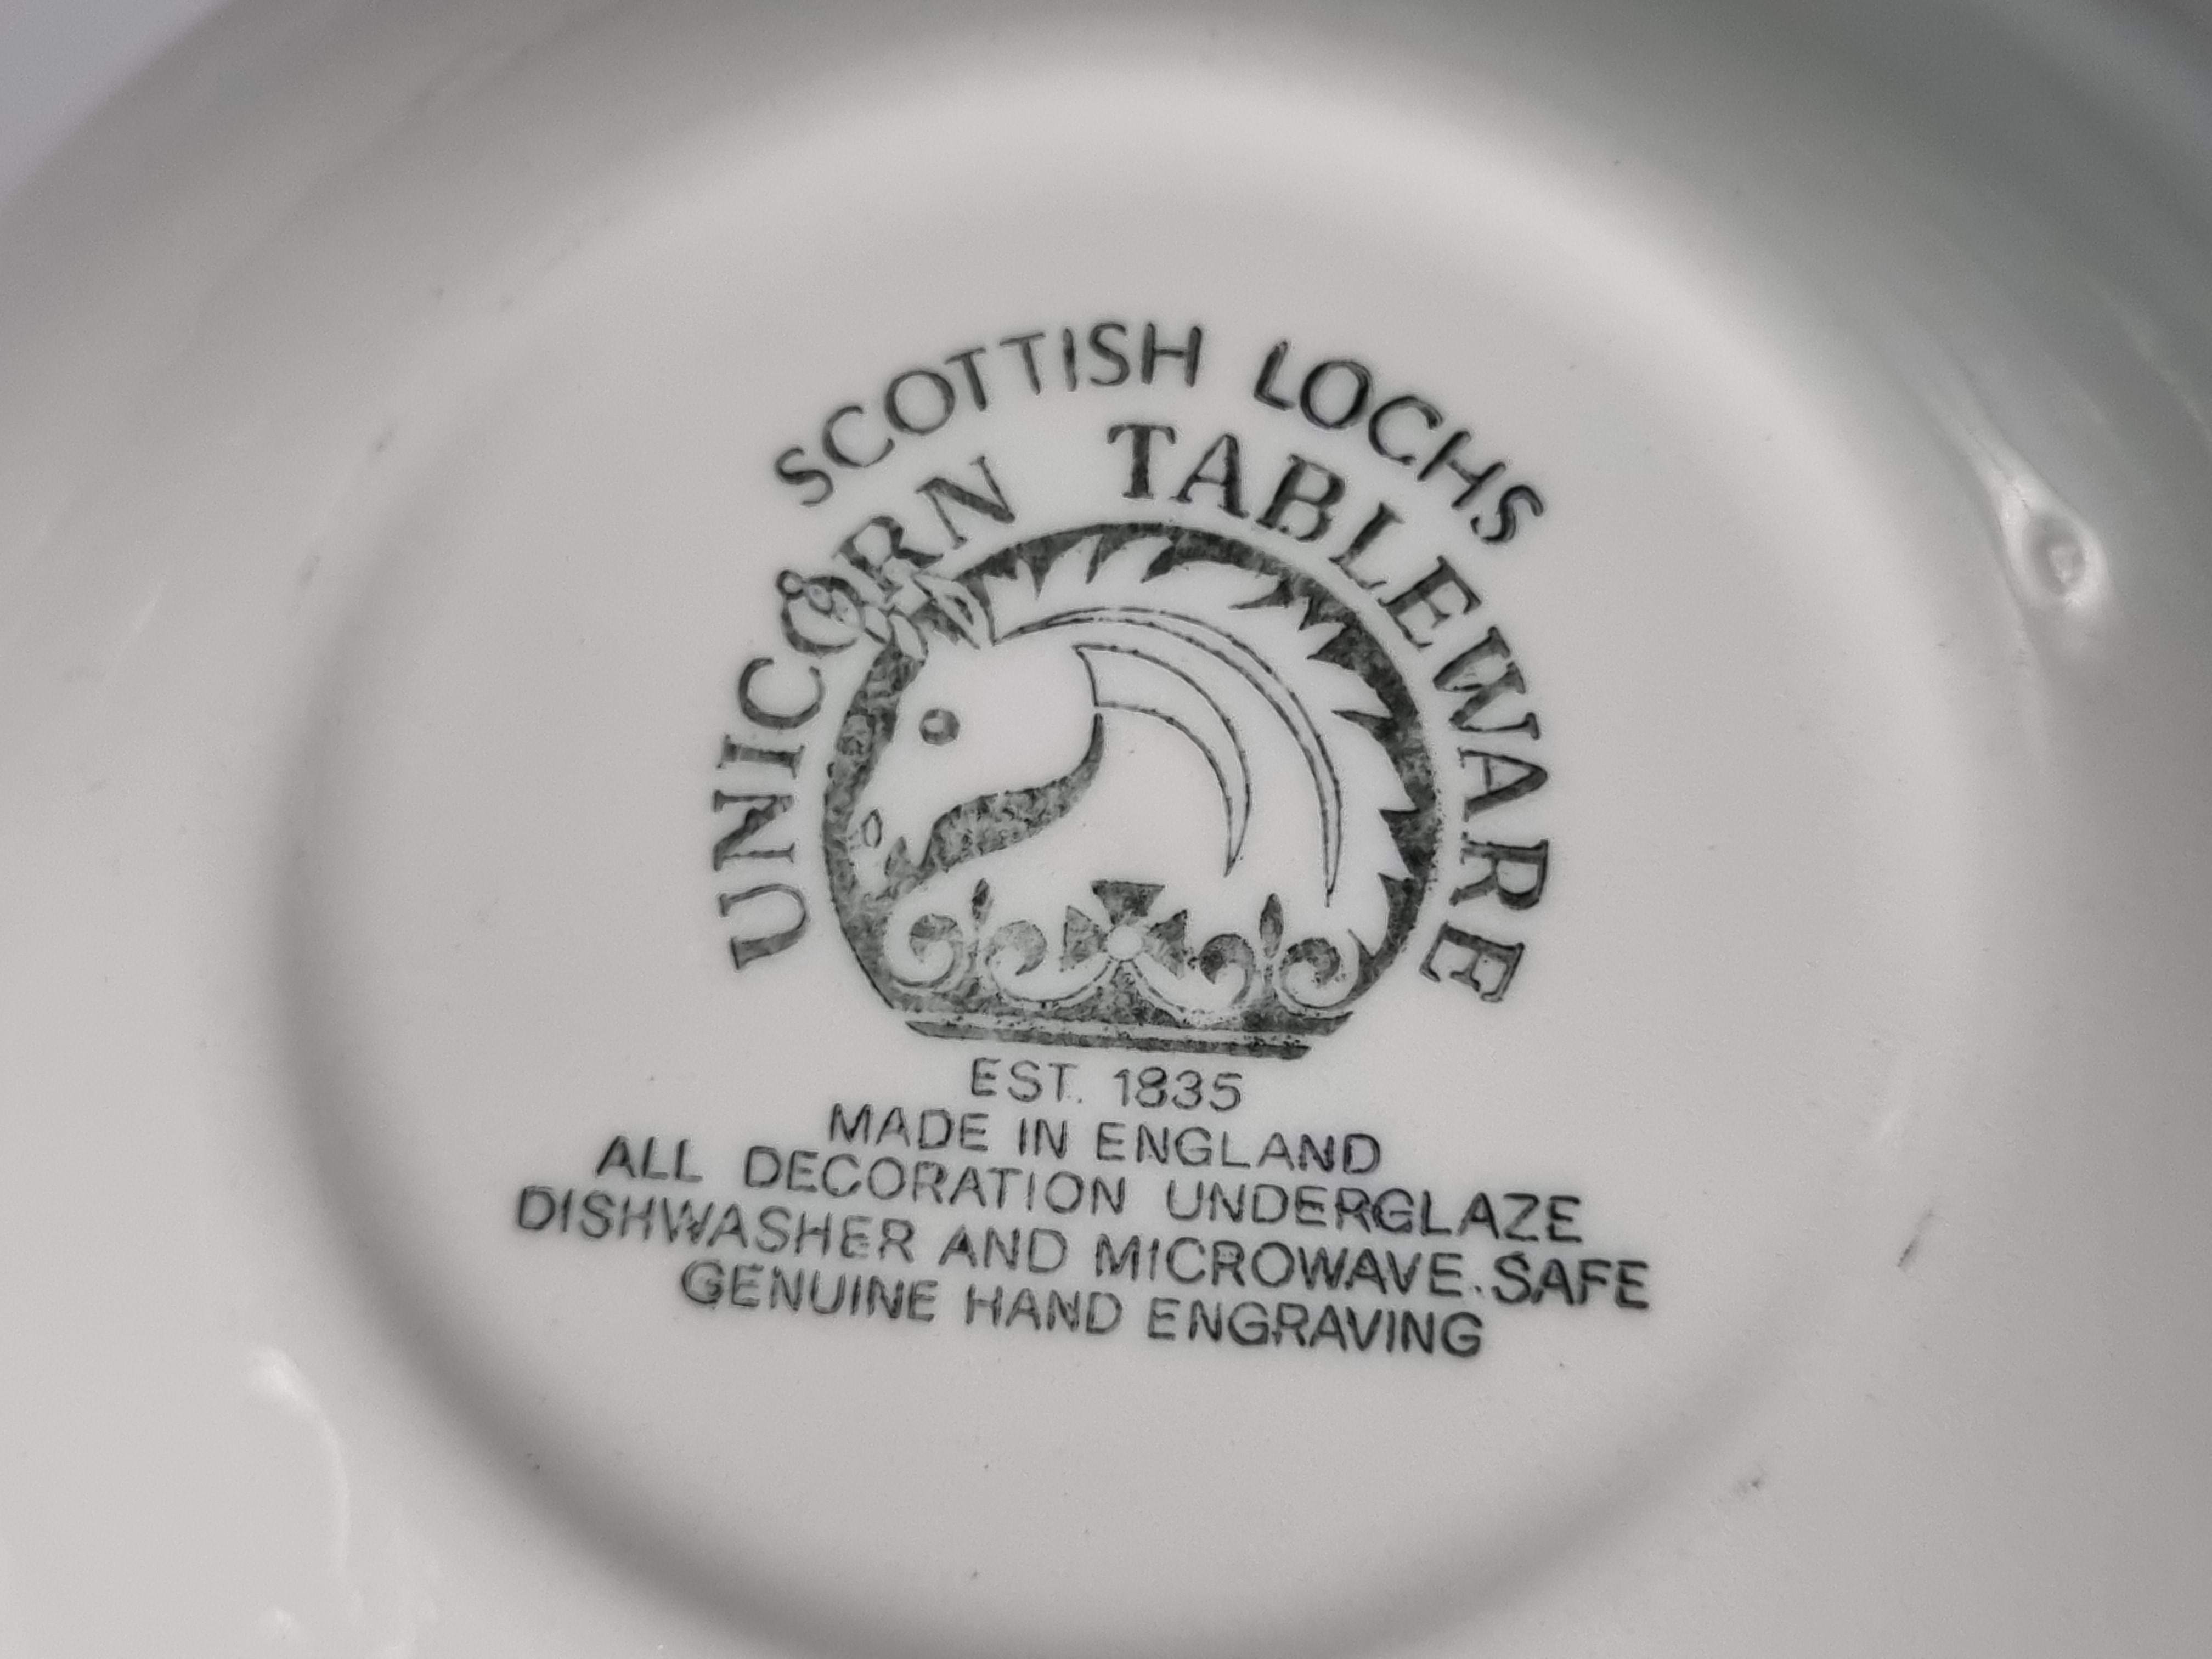 SCOTTISH LOCHS
UNICORN TABLEWARE
EST. 1835
MADE IN ENGLAND
ALL DECORATION UNDERGLAZE
DISHWASHER AND MICROWAVE.SAFE
GENUINE HAND ENGRAVING